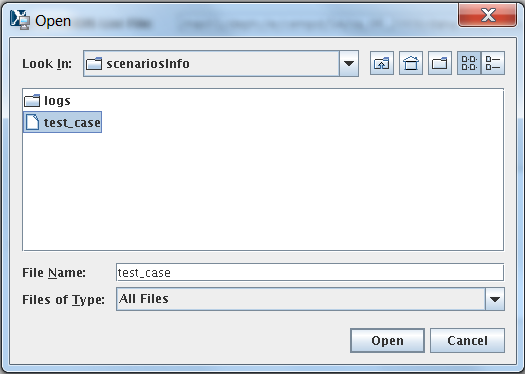 Open
Look In: scenariosInfo
logs
test_case
File Name: test_case
Files of Type: All Files
Open Cancel